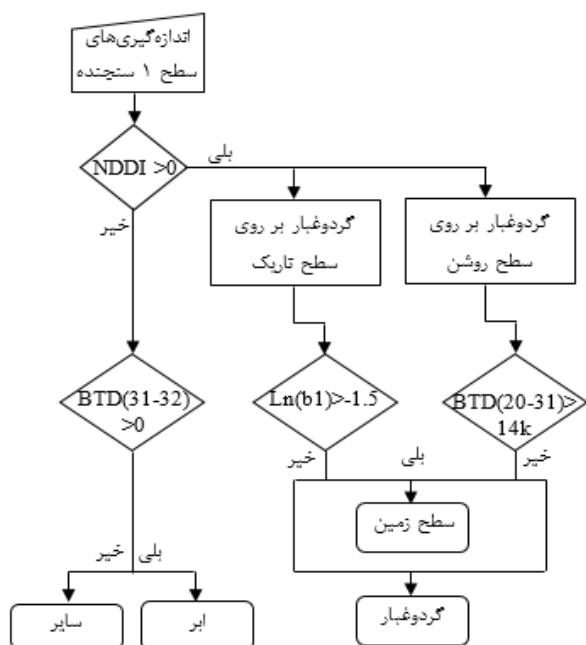 اندازه‌گیری‌های
سطح ۱ سنجنده
NDDI >0
بلی
خیر
گردوغبار بر روی
سطح تاریک
گردوغبار بر روی
سطح روشن
BTD(31-32)
>0
Ln(b1)>-1.5
BTD(20-31)>
14k
خیر
بلی
خیر
سطح زمین
خیر
بلی
سایر
ابر
گردوغبار